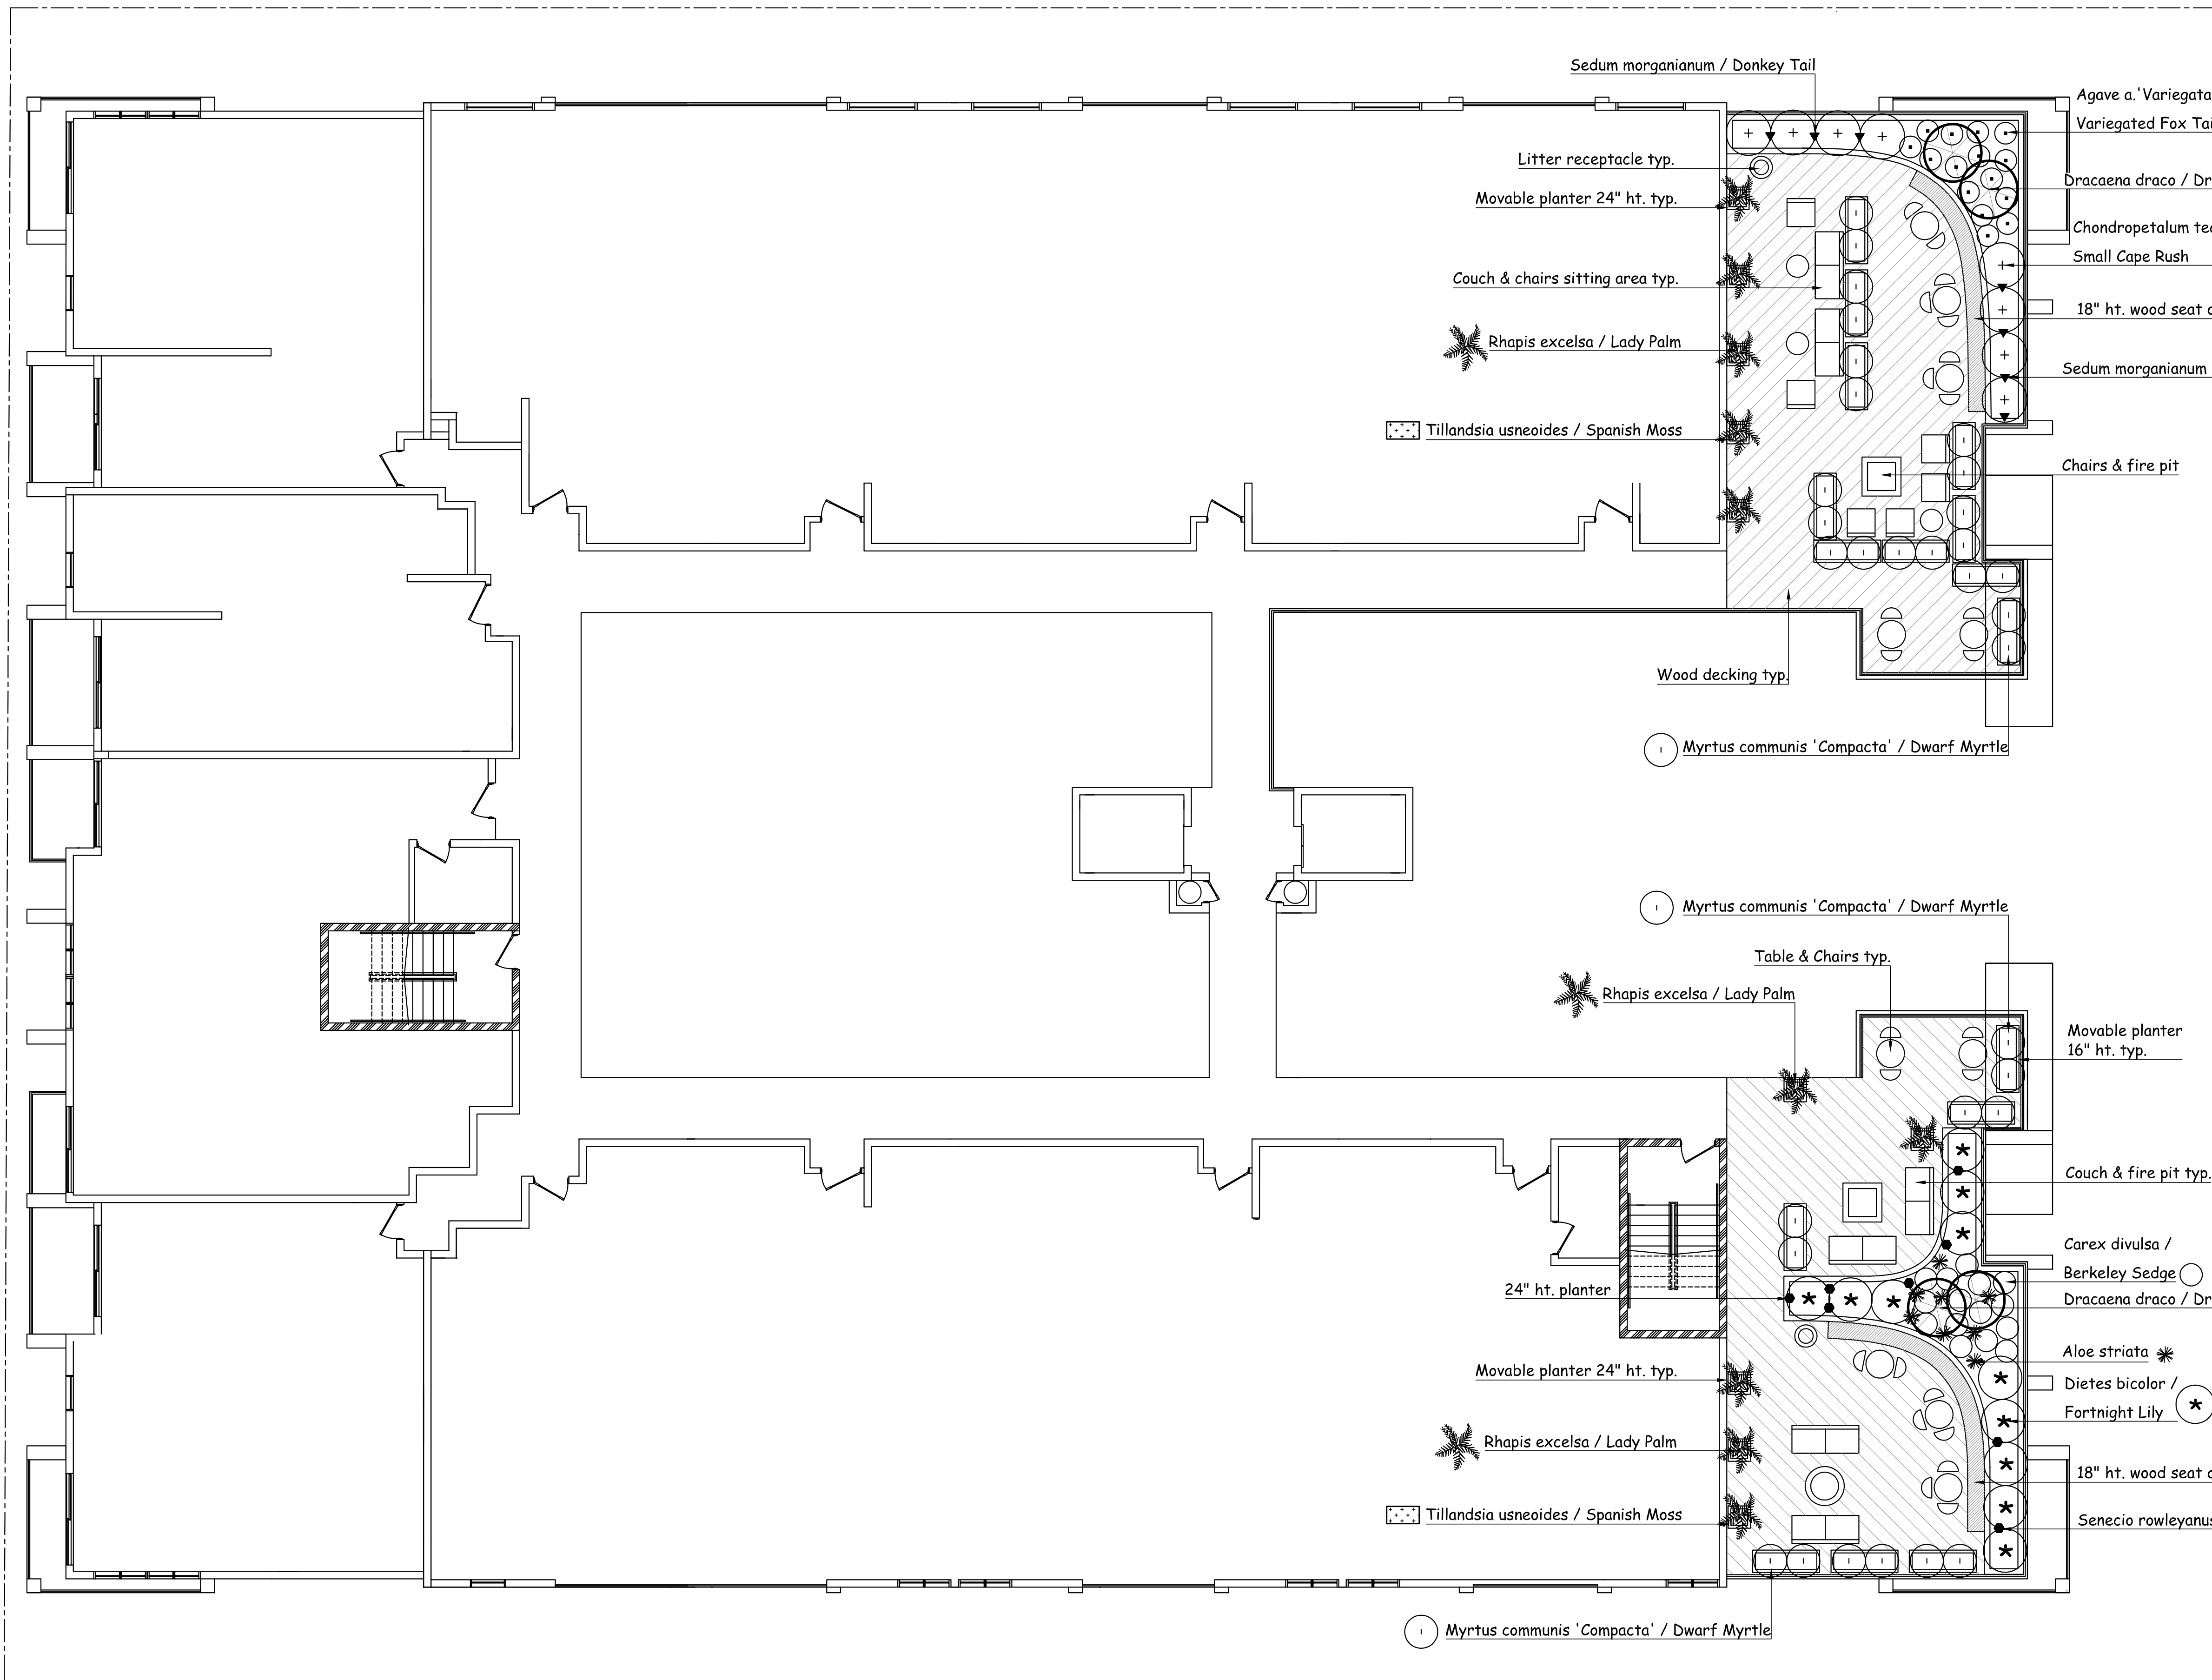 Sedum morganianum / Donkey Tail
Agave a.'Variegata
Variegated Fox Tai
Litter receptacle typ.
Dracaena draco / Dr
Movable planter 24" ht. typ.
Chondropetalum tec
Small Cape Rush
Couch & chairs sitting area typ.
18" ht. wood seat
Rhapis excelsa / Lady Palm
Sedum morganianum
Tillandsia usneoides / Spanish Moss
Chairs & fire pit
Wood decking typ.
Myrtus communis 'Compacta' / Dwarf Myrtle
Myrtus communis 'Compacta' / Dwarf Myrtle
Table & Chairs typ.
Rhapis excelsa / Lady Palm
Movable planter
16" ht. typ.
Couch & fire pit typ.
Carex divulsa /
Berkeley Sedge
24" ht. planter
Dracaena draco / Dr
Aloe striata
Movable planter 24" ht. typ.
Dietes bicolor /
Fortnight Lily
Rhapis excelsa / Lady Palm
18" ht. wood seat
Tillandsia usneoides / Spanish Moss
Senecio rowleyanus
Myrtus communis 'Compacta' / Dwarf Myrtle